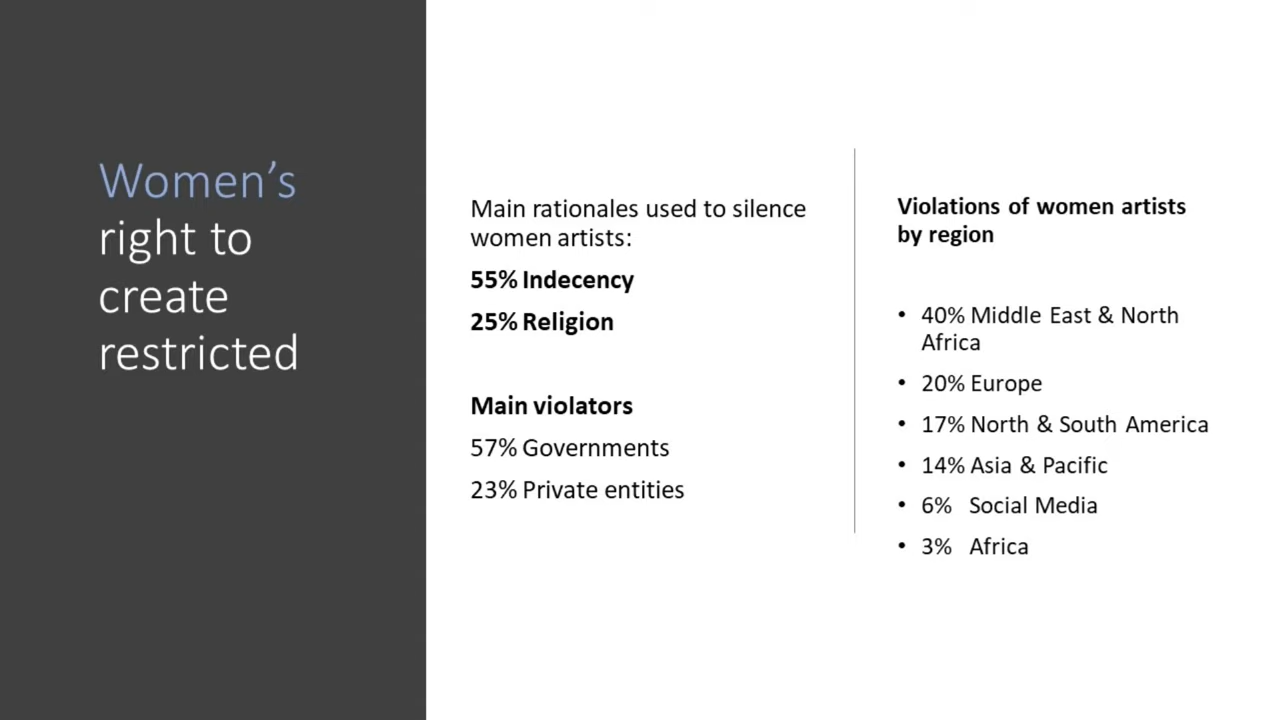 Women’s
right to
create
restricted
Main rationales used to silence
women artists:
55% Indecency
25% Religion
Main violators
57% Governments
23% Private entities
Violations of women artists
by region
• 40% Middle East & North
Africa
• 20% Europe
• 17% North & South America
• 14% Asia & Pacific
• 6% Social Media
• 3% Africa